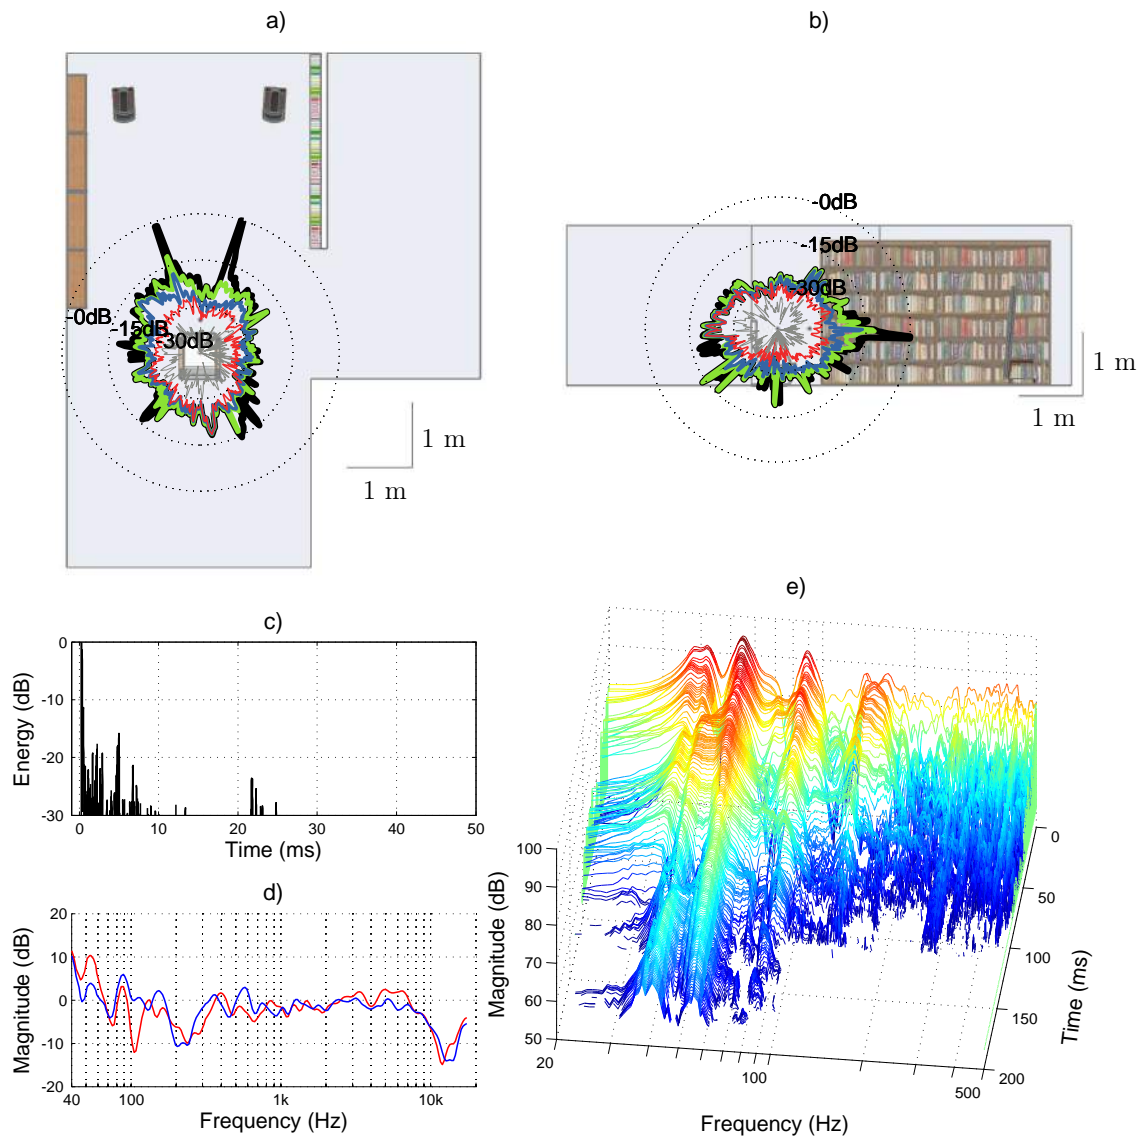 a)
b)
-0dB
-15dB
-30dB
1 m
1 m
-0dB
-15dB
-30dB
1 m
1 m
c)
0
-10
-20
-30
Energy (dB)
0
10
20
30
40
50
Time (ms)
d)
20
10
0
-10
-20
Magnitude (dB)
40
100
1k
10k
Frequency (Hz)
e)
100
90
80
70
60
50
Magnitude (dB)
20
100
500
Frequency (Hz)
0
50
100
150
200
Time (ms)